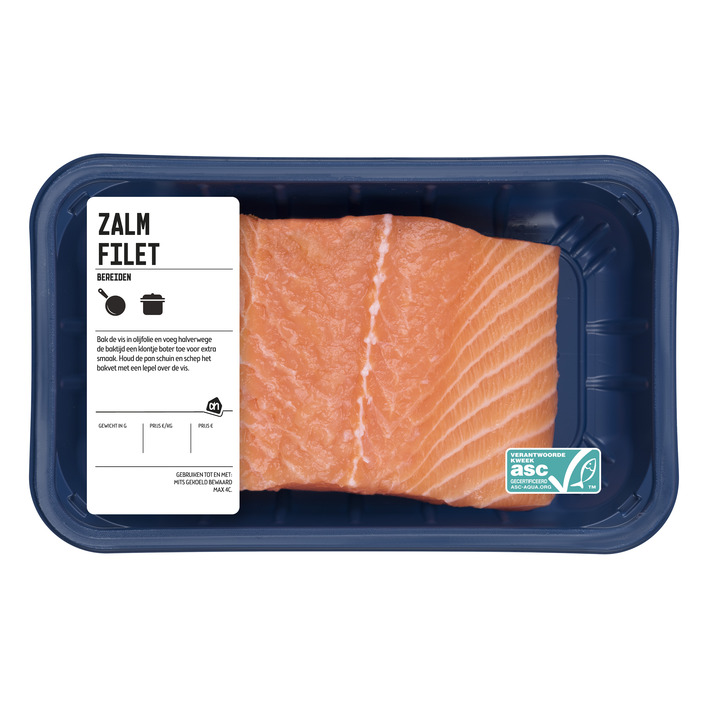 ZALM
FILET
BEREIDEN
Bak de vis in olijfolie en voeg halverwege
de baktijd een klontje boter toe voor extra
smaak. Houd de pan schuin en schep het
bakvet met een lepel over de vis.
ah
GEWICHT IN G PRIJS €/KG PRIJS €
GEBRUIKEN TOT EN MET:
MITS GEKOELD BEWAARD
MAX 4C.
VERANTWOORDE
KWEEK
asc
GECERTIFICEERD
ASC-AQUA.ORG
TM